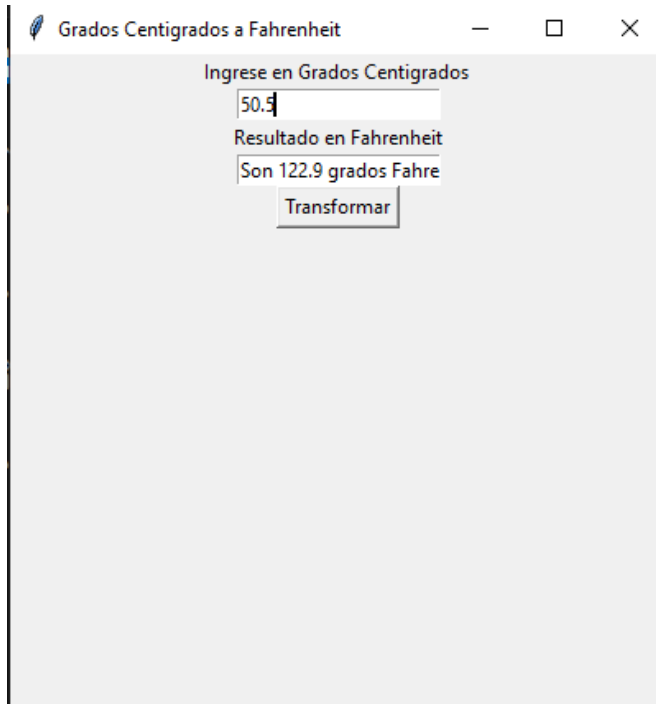 Grados Centigrados a Fahrenheit
Ingrese en Grados Centigrados
50.5
Resultado en Fahrenheit
Son 122.9 grados Fahre
Transformar